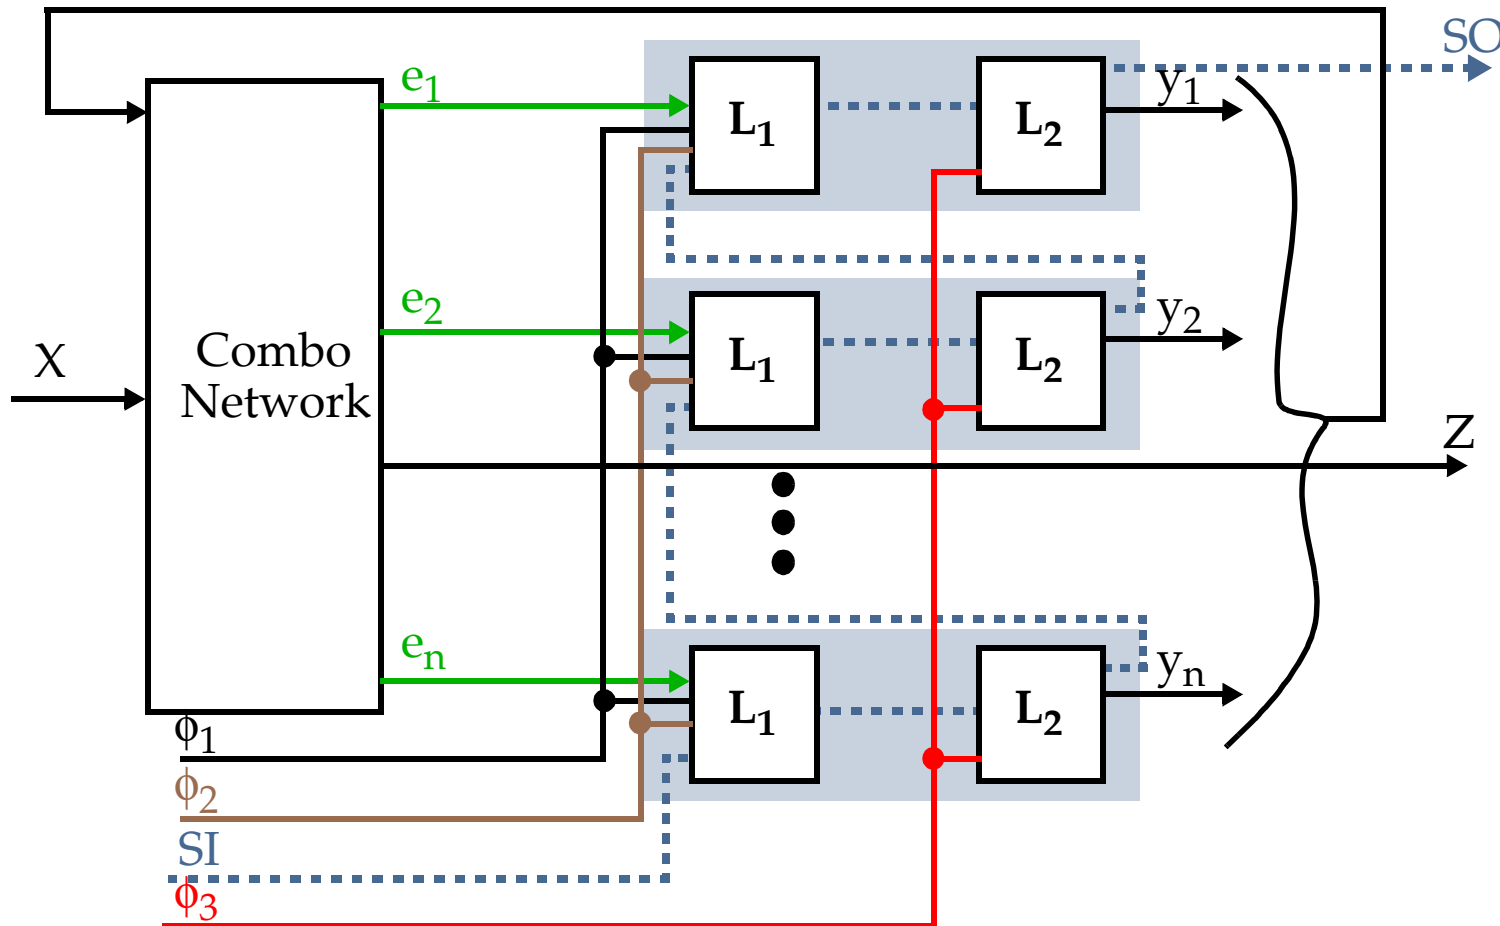 SO
e₁
L₁
L₂
y₁
e₂
L₁
L₂
y₂
X
Combo
Network
Z
eₙ
L₁
L₂
yₙ
ϕ₁
ϕ₂
SI
ϕ₃